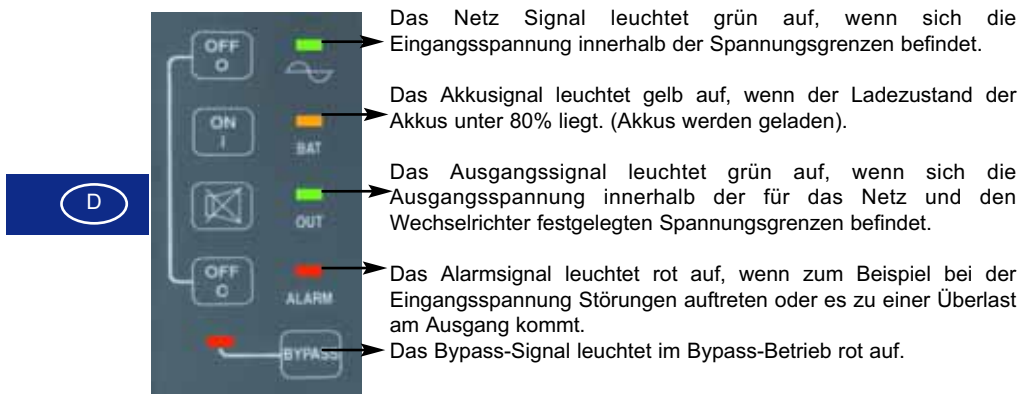 Das Netz Signal leuchtet grün auf, wenn sich die
Eingangsspannung innerhalb der Spannungsgrenzen befindet.
Das Akkusignal leuchtet gelb auf, wenn der Ladezustand der
Akkus unter 80% liegt. (Akkus werden geladen).
Das Ausgangssignal leuchtet grün auf, wenn sich die
Ausgangsspannung innerhalb der für das Netz und den
Wechselrichter festgelegten Spannungsgrenzen befindet.
Das Alarmsignal leuchtet rot auf, wenn zum Beispiel bei der
Eingangsspannung Störungen auftreten oder es zu einer Überlast
am Ausgang kommt.
Das Bypass-Signal leuchtet im Bypass-Betrieb rot auf.
D
OFF
O
ON
I
BAT
OUT
OFF
O
ALARM
BYPASS